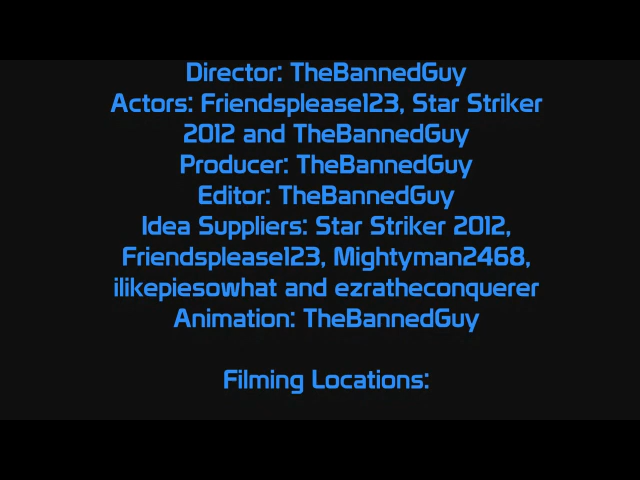 Director: TheBannedGuy
Actors: Friendsplease123, Star Striker
2012 and TheBannedGuy
Producer: TheBannedGuy
Editor: TheBannedGuy
Idea Suppliers: Star Striker 2012,
Friendsplease123, Mightyman2468,
ilikepiesowhat and ezratheconquerer
Animation: TheBannedGuy
Filming Locations: